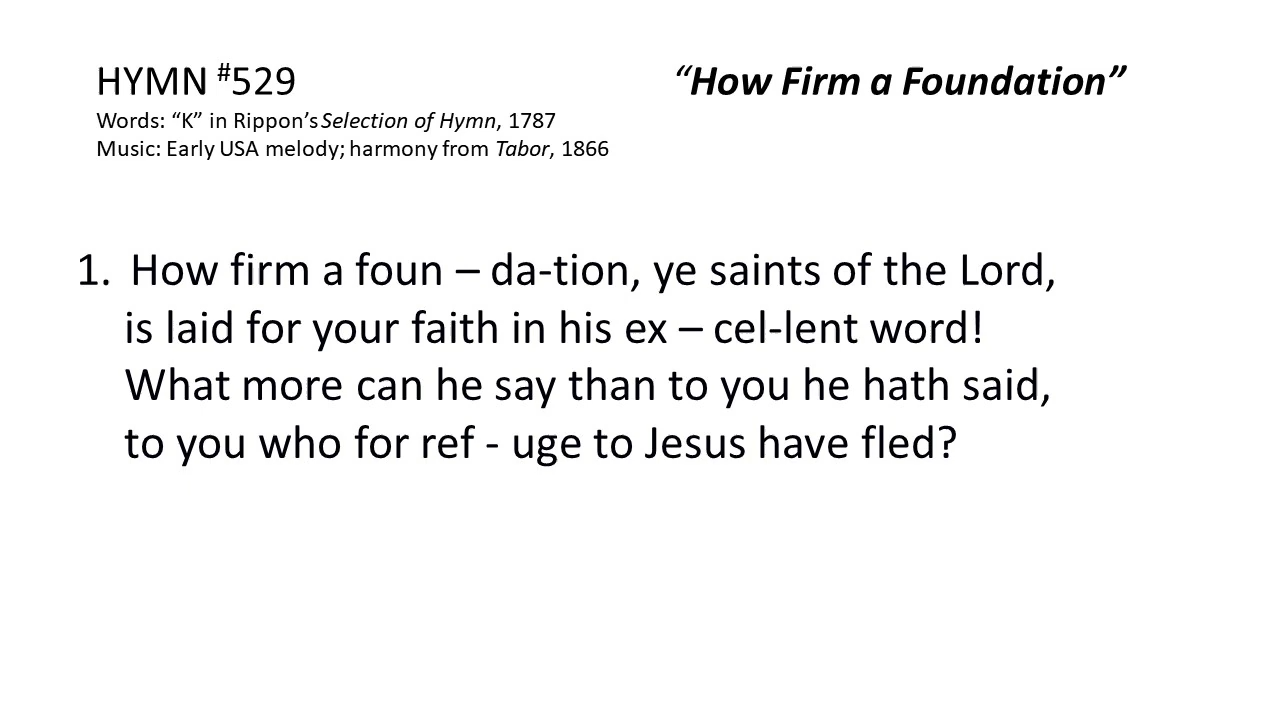 HYMN #529 “How Firm a Foundation”
Words: “K” in Rippon’s Selection of Hymn, 1787
Music: Early USA melody; harmony from Tabor, 1866
1. How firm a foun – da-tion, ye saints of the Lord,
is laid for your faith in his ex – cel-lent word!
What more can he say than to you he hath said,
to you who for ref - uge to Jesus have fled?